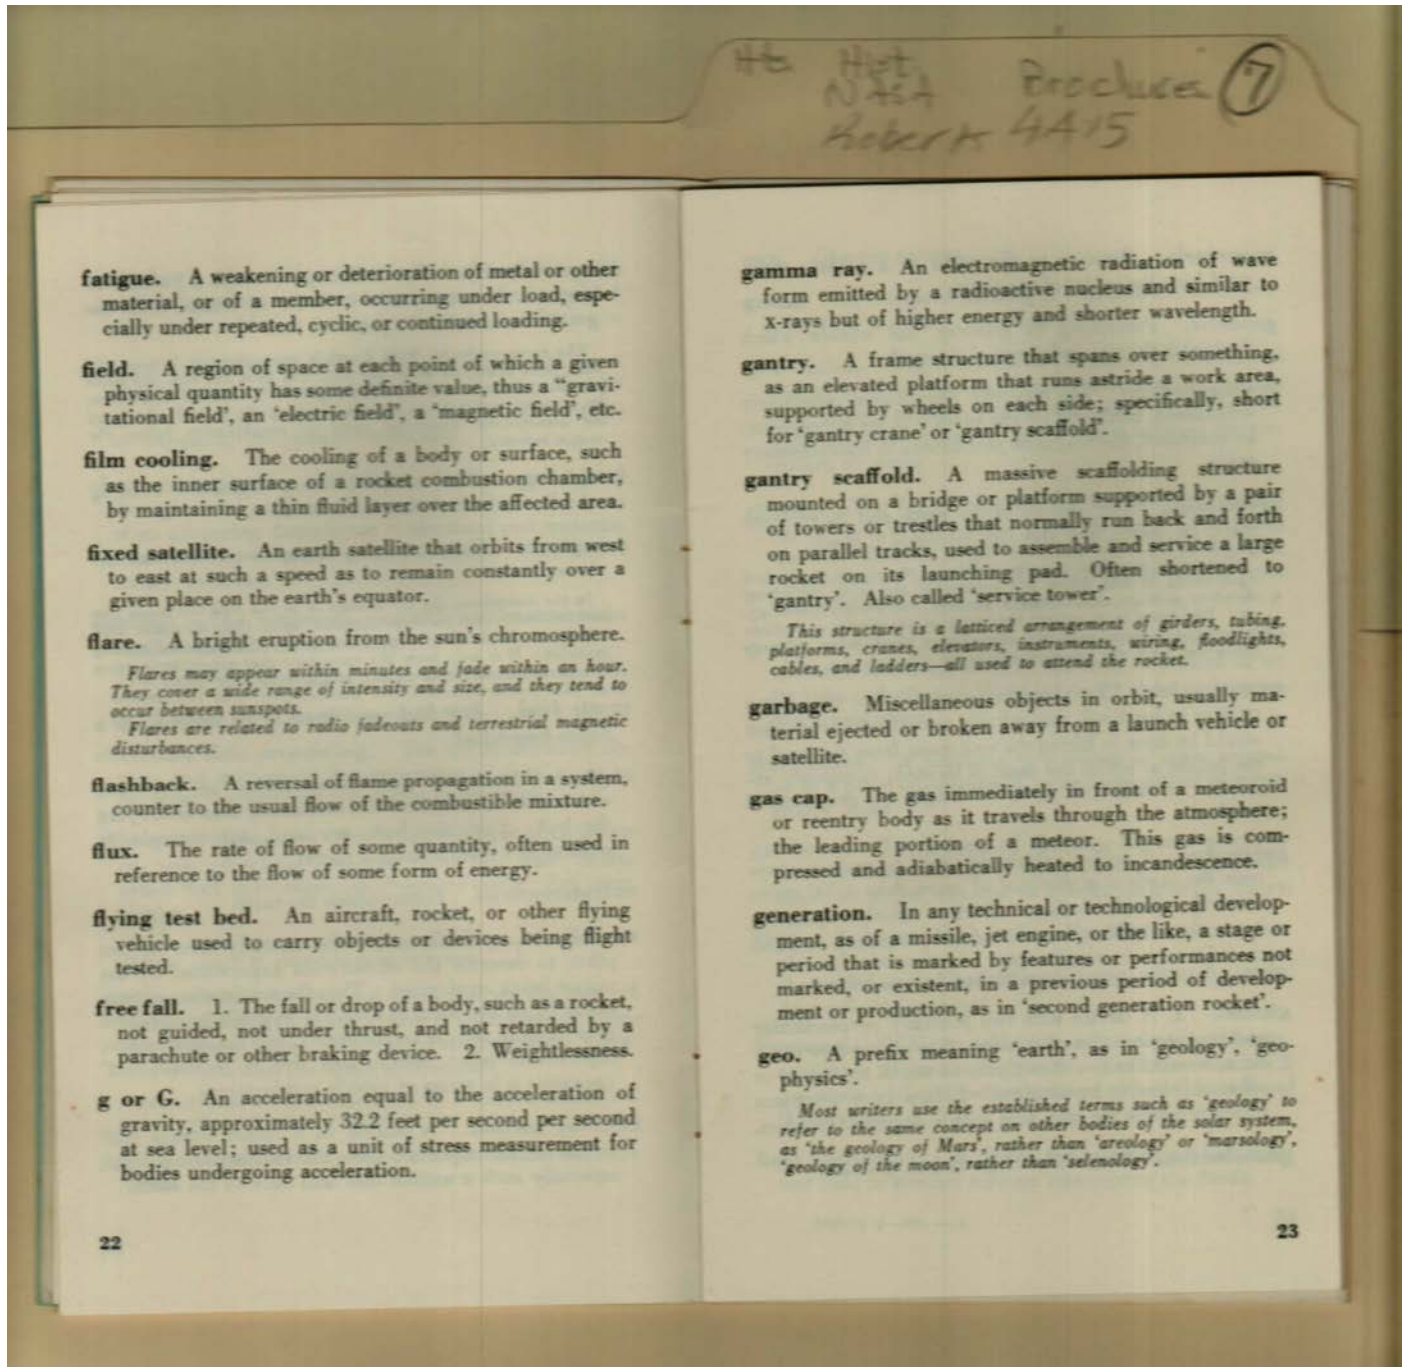 Hist
NASA Brochures 7
Robert 4A15
fatigue. A weakening or deterioration of metal or other
material, or of a member, occurring under load, espe-
cially under repeated, cyclic, or continued loading.
field. A region of space at each point of which a given
physical quantity has some definite value, thus a "gravi-
tational field', an 'electric field', a 'magnetic field', etc.
film cooling. The cooling of a body or surface, such
as the inner surface of a rocket combustion chamber,
by maintaining a thin fluid layer over the affected area.
fixed satellite. An earth satellite that orbits from west
to east at such a speed as to remain constantly over a
given place on the earth's equator.
flare. A bright eruption from the sun's chromosphere.
Flares may appear within minutes and fade within an hour.
They cover a wide range of intensity and size, and they tend to
occur between sunspots.
Flares are related to radio fadeouts and terrestrial magnetic
disturbances.
flashback. A reversal of flame propagation in a system,
counter to the usual flow of the combustible mixture.
flux. The rate of flow of some quantity, often used in
reference to the flow of some form of energy.
flying test bed. An aircraft, rocket, or other flying
vehicle used to carry objects or devices being flight
tested.
free fall. 1. The fall or drop of a body, such as a rocket,
not guided, not under thrust, and not retarded by a
parachute or other braking device. 2. Weightlessness.
g or G. An acceleration equal to the acceleration of
gravity, approximately 32.2 feet per second per second
at sea level; used as a unit of stress measurement for
bodies undergoing acceleration.
22
gamma ray. An electromagnetic radiation of wave
form emitted by a radioactive nucleus and similar to
x-rays but of higher energy and shorter wavelength.
gantry. A frame structure that spans over something,
as an elevated platform that runs astride a work area,
supported by wheels on each side; specifically, short
for 'gantry crane' or 'gantry scaffold'.
gantry scaffold. A massive scaffolding structure
mounted on a bridge or platform supported by a pair
of towers or trestles that normally run back and forth
on parallel tracks, used to assemble and service a large
rocket on its launching pad. Often shortened to
'gantry'. Also called 'service tower'.
This structure is a latticed arrangement of girders, tubing,
platforms, cranes, elevators, instruments, wiring, floodlights,
cables, and ladders—all used to attend the rocket.
garbage. Miscellaneous objects in orbit, usually ma-
terial ejected or broken away from a launch vehicle or
satellite.
gas cap. The gas immediately in front of a meteoroid
or reentry body as it travels through the atmosphere;
the leading portion of a meteor. This gas is com-
pressed and adiabatically heated to incandescence.
generation. In any technical or technological develop-
ment, as of a missile, jet engine, or the like, a stage or
period that is marked by features or performances not
marked, or existent, in a previous period of develop-
ment or production, as in 'second generation rocket'.
geo. A prefix meaning 'earth', as in 'geology', 'geo-
physics'.
Most writers use the established terms such as 'geology' to
refer to the same concept on other bodies of the solar system,
as 'the geology of Mars', rather than 'areology' or 'marsology',
'geology of the moon', rather than 'selenology'.
23